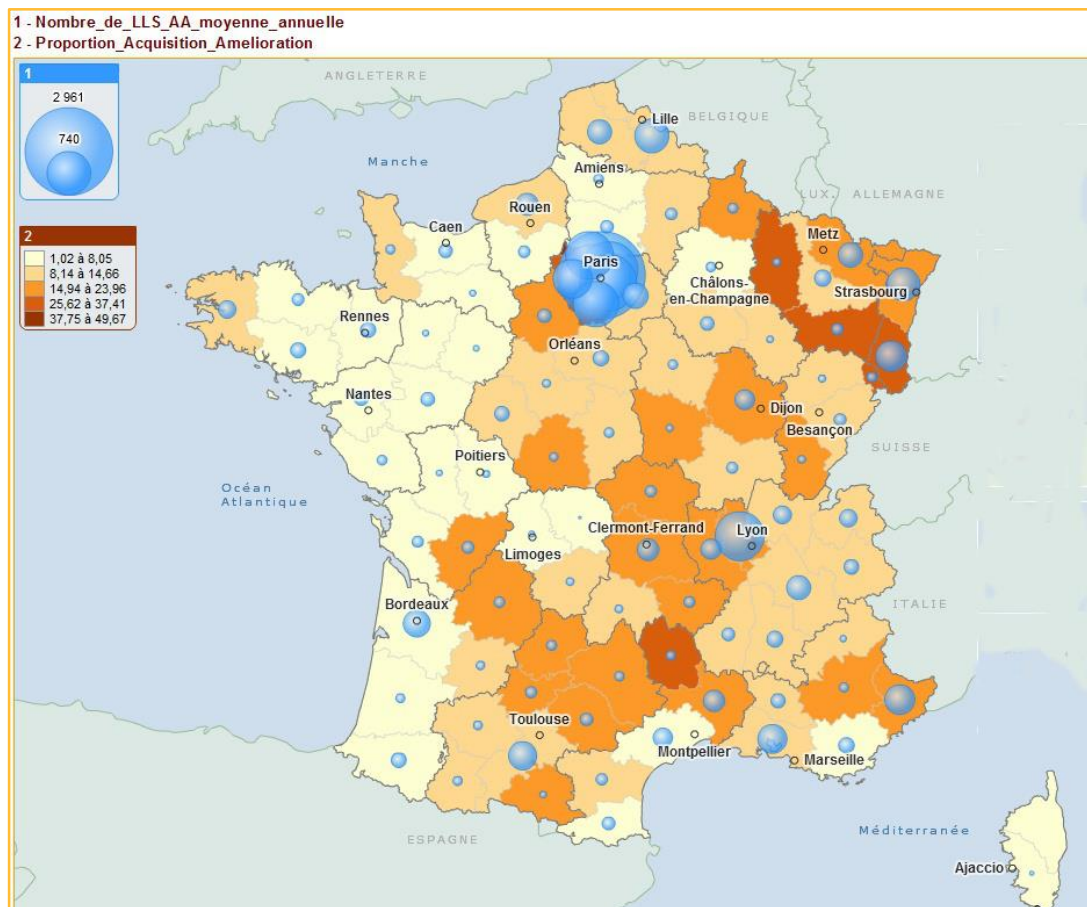 1 - Nombre_de_LLS_AA_moyenne_annuelle
2 - Proportion_Acquisition_Amelioration
1
2 961
740
2
1,02 à 8,05
8,14 à 14,66
14,94 à 23,96
25,62 à 37,41
37,75 à 49,67
ANGLETERRE
BELGIQUE
LUX.
ALLEMAGNE
SUISSE
ITALIE
ESPAGNE
Manche
Océan
Atlantique
Méditerranée
Lille
Amiens
Rouen
Caen
Metz
Paris
Châlons-
en-Champagne
Strasbourg
Rennes
Orléans
Nantes
Dijon
Besançon
Poitiers
Clermont-Ferrand
Lyon
Limoges
Bordeaux
Toulouse
Montpellier
Marseille
Ajaccio